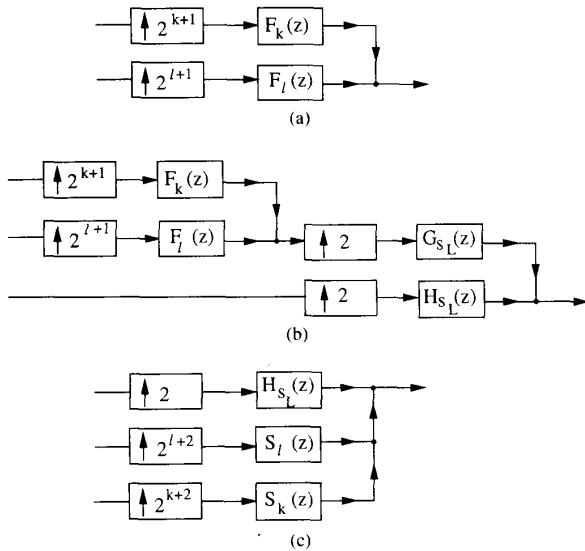 ↑ 2^{k+1} F_k(z)
↑ 2^{l+1} F_l(z)
(a)
↑ 2^{k+1} F_k(z)
↑ 2^{l+1} F_l(z) ↑ 2 G_{S_L}(z)
↑ 2 H_{S_L}(z)
(b)
↑ 2 H_{S_L}(z)
↑ 2^{l+2} S_l(z)
↑ 2^{k+2} S_k(z)
(c)